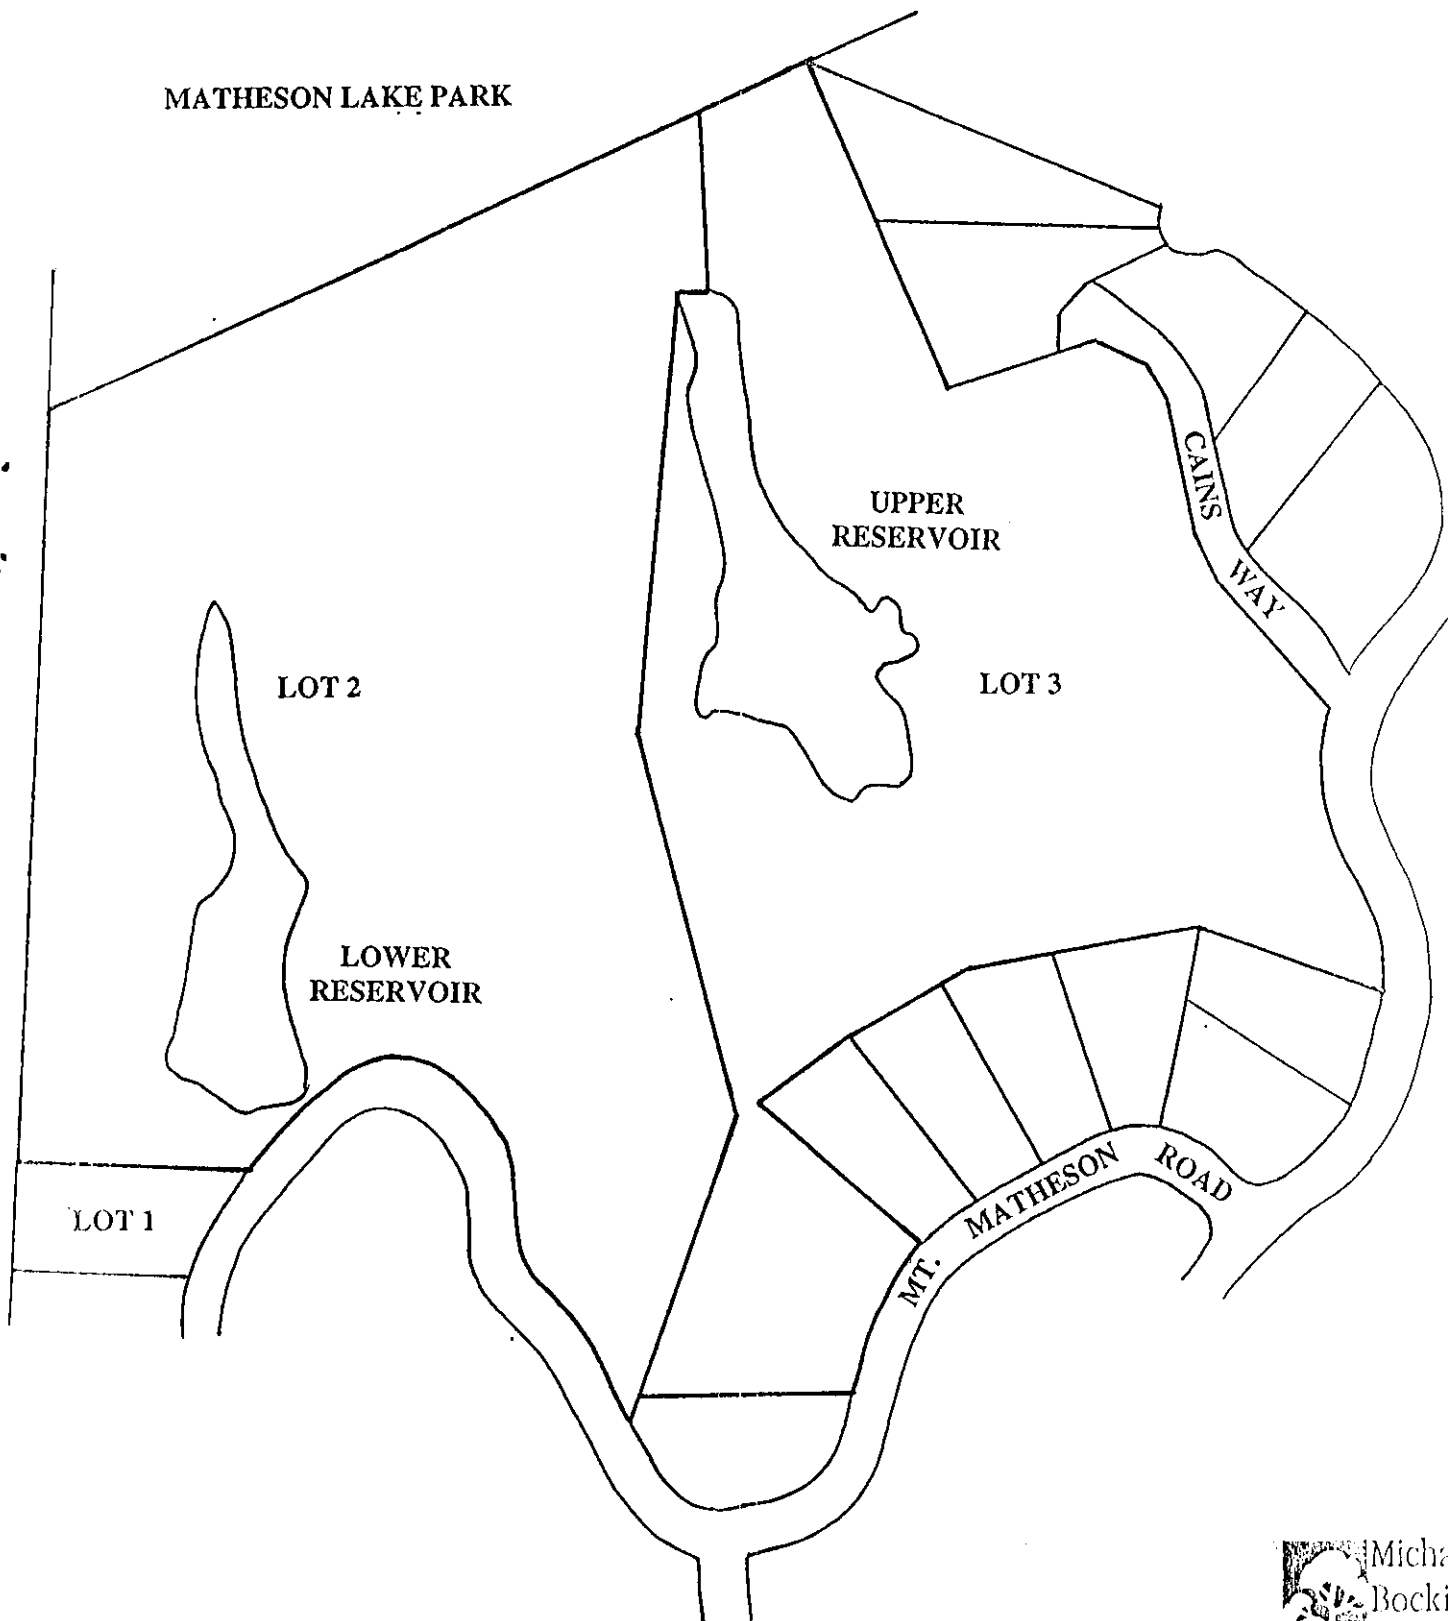 MATHESON LAKE PARK
UPPER
RESERVOIR
CAINS
WAY
LOT 2
LOT 3
LOWER
RESERVOIR
LOT 1
MT. MATHESON ROAD
Micha
Bocki